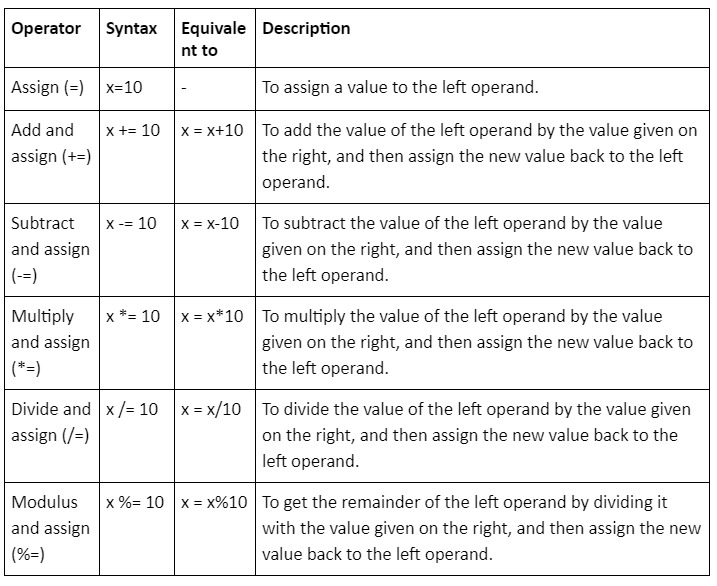 Operator Syntax Equivale Description
nt to
Assign (=) x=10 - To assign a value to the left operand.
Add and x += 10 x = x+10 To add the value of the left operand by the value given on
assign (+=) the right, and then assign the new value back to the left
operand.
Subtract x -= 10 x = x-10 To subtract the value of the left operand by the value
and assign given on the right, and then assign the new value back to
(-=) the left operand.
Multiply x *= 10 x = x*10 To multiply the value of the left operand by the value
and assign given on the right, and then assign the new value back to
(*=) the left operand.
Divide and x /= 10 x = x/10 To divide the value of the left operand by the value given
assign (/=) on the right, and then assign the new value back to the
left operand.
Modulus x %= 10 x = x%10 To get the remainder of the left operand by dividing it
and assign with the value given on the right, and then assign the new
(%=) value back to the left operand.